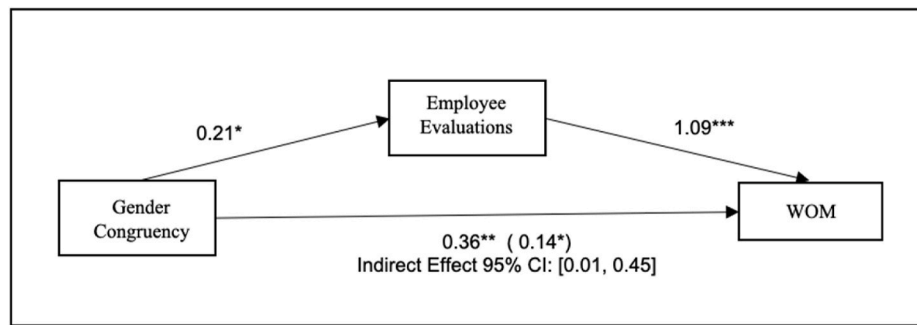 Employee
Evaluations
0.21*
1.09***
Gender
Congruency
WOM
0.36** ( 0.14*)
Indirect Effect 95% CI: [0.01, 0.45]